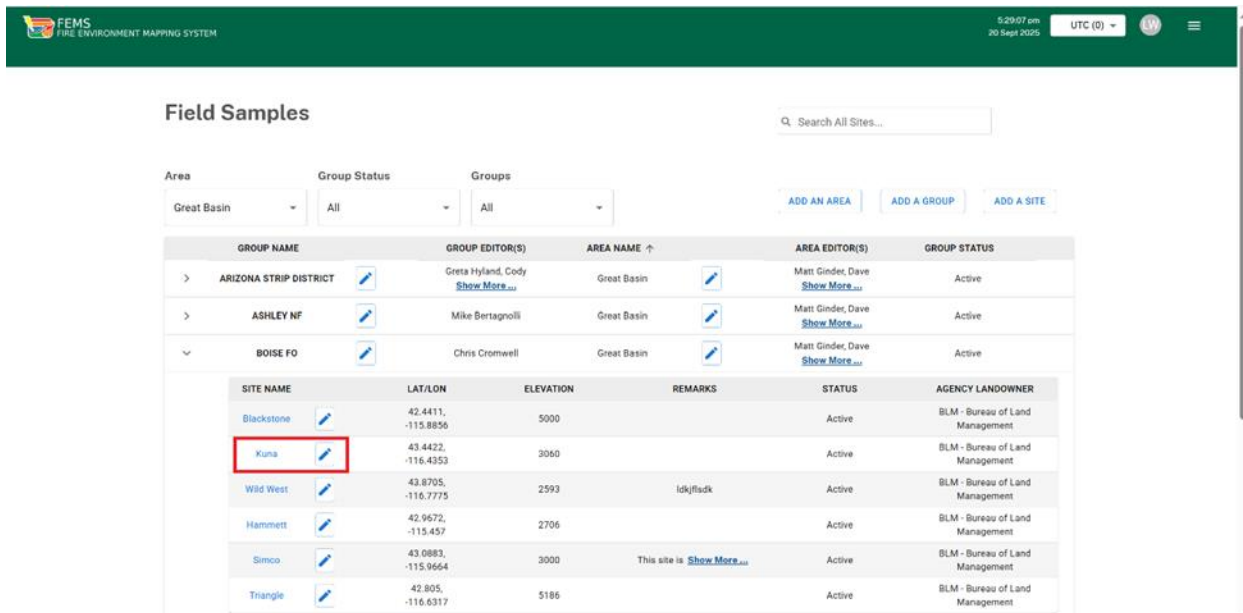 FEMS
FIRE ENVIRONMENT MAPPING SYSTEM
5:29:07 pm
20 Sept 2025
UTC (0)
LW
Field Samples
Search All Sites...
Area Group Status Groups
Great Basin All All
ADD AN AREA ADD A GROUP ADD A SITE
GROUP NAME GROUP EDITOR(S) AREA NAME ↑ AREA EDITOR(S) GROUP STATUS
ARIZONA STRIP DISTRICT Greta Hyland, Cody Show More ... Great Basin Matt Ginder, Dave Show More ... Active
ASHLEY NF Mike Bertagnolli Great Basin Matt Ginder, Dave Show More ... Active
BOISE FO Chris Cromwell Great Basin Matt Ginder, Dave Show More ... Active
SITE NAME LAT/LON ELEVATION REMARKS STATUS AGENCY LANDOWNER
Blackstone 42.4411, -115.8856 5000 Active BLM - Bureau of Land Management
Kuna 43.4422, -116.4353 3060 Active BLM - Bureau of Land Management
Wild West 43.8705, -116.7775 2593 ldkjflsdk Active BLM - Bureau of Land Management
Hammett 42.9672, -115.457 2706 Active BLM - Bureau of Land Management
Simco 43.0883, -115.9664 3000 This site is Show More ... Active BLM - Bureau of Land Management
Triangle 42.805, -116.6317 5186 Active BLM - Bureau of Land Management